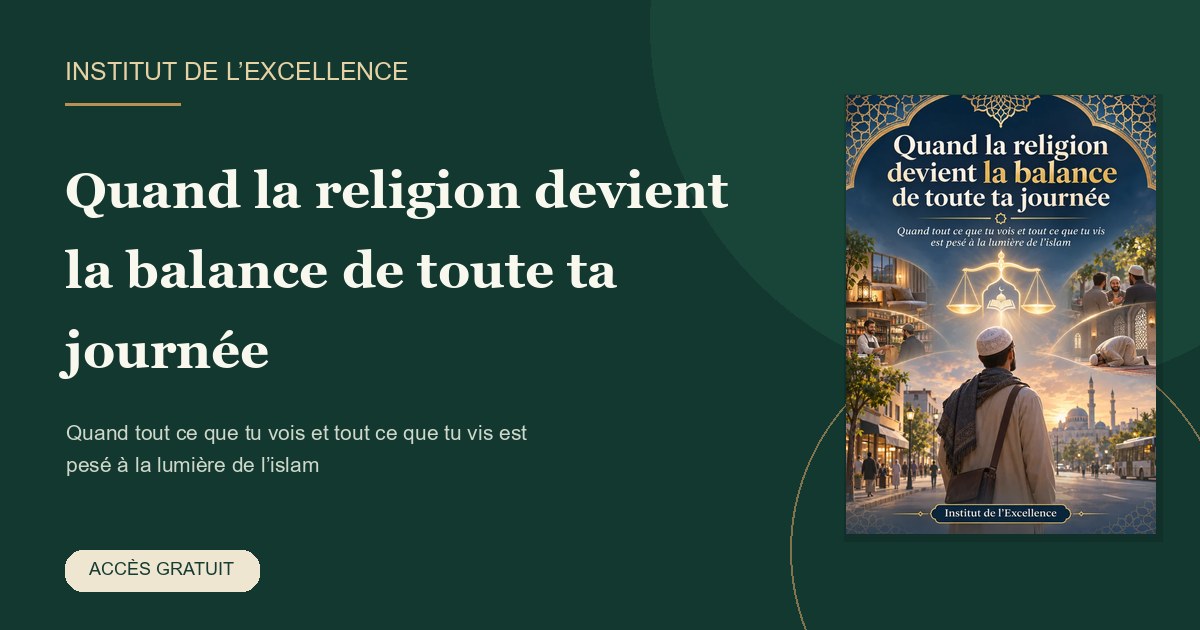 INSTITUT DE L’EXCELLENCE
Quand la religion devient
la balance de toute ta
journée
Quand tout ce que tu vois et tout ce que tu vis est
pesé à la lumière de l’islam
ACCÈS GRATUIT
Quand la religion
devient la balance
de toute ta journée
Quand tout ce que tu vois et tout ce que tu vis
est pesé à la lumière de l’islam
Institut de l’Excellence